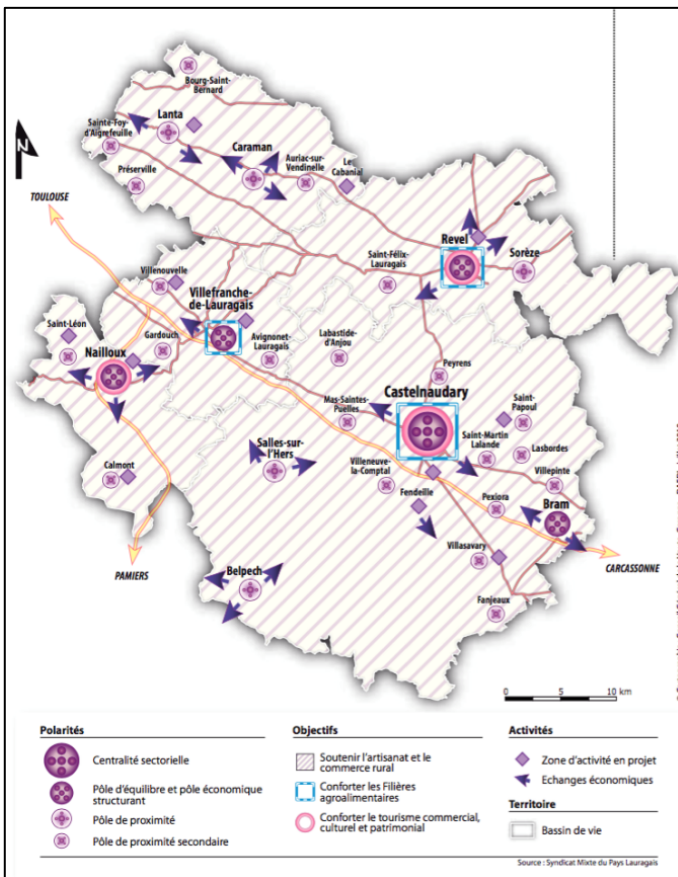 Bourg-Saint-
Bernard
Lanta
Sainte-Foy-
d'Aigrefeuille
Caraman
Auriac-sur-
Vendinelle
Le
Cabanial
Préserville
N
TOULOUSE
Revel
Sorèze
Saint-Félix-
Lauragais
Villenouvelle
Villefranche-
de-Lauragais
Saint-Léon
Gardouch
Nailloux
Avignonet-
Lauragais
Labastide-
d'Anjou
Peyrens
Castelnaudary
Mas-Saintes-
Puelles
Saint-
Papoul
Saint-Martin
Lalande
Lasbordes
Salles-sur-
l'Hers
Villeneuve-
la-Comptal
Villepinte
Calmont
Fendeille
Pexiora
Bram
Villasavary
CARCASSONNE
PAMIERS
Belpech
Fanjeaux
0 5 10 km
Polarités
Centralité sectorielle
Pôle d'équilibre et pôle économique
structurant
Pôle de proximité
Pôle de proximité secondaire
Objectifs
Soutenir l'artisanat et le
commerce rural
Conforter les Filières
agroalimentaires
Conforter le tourisme commercial,
culturel et patrimonial
Activités
Zone d'activité en projet
Echanges économiques
Territoire
Bassin de vie
Source : Syndicat Mixte du Pays Lauragais